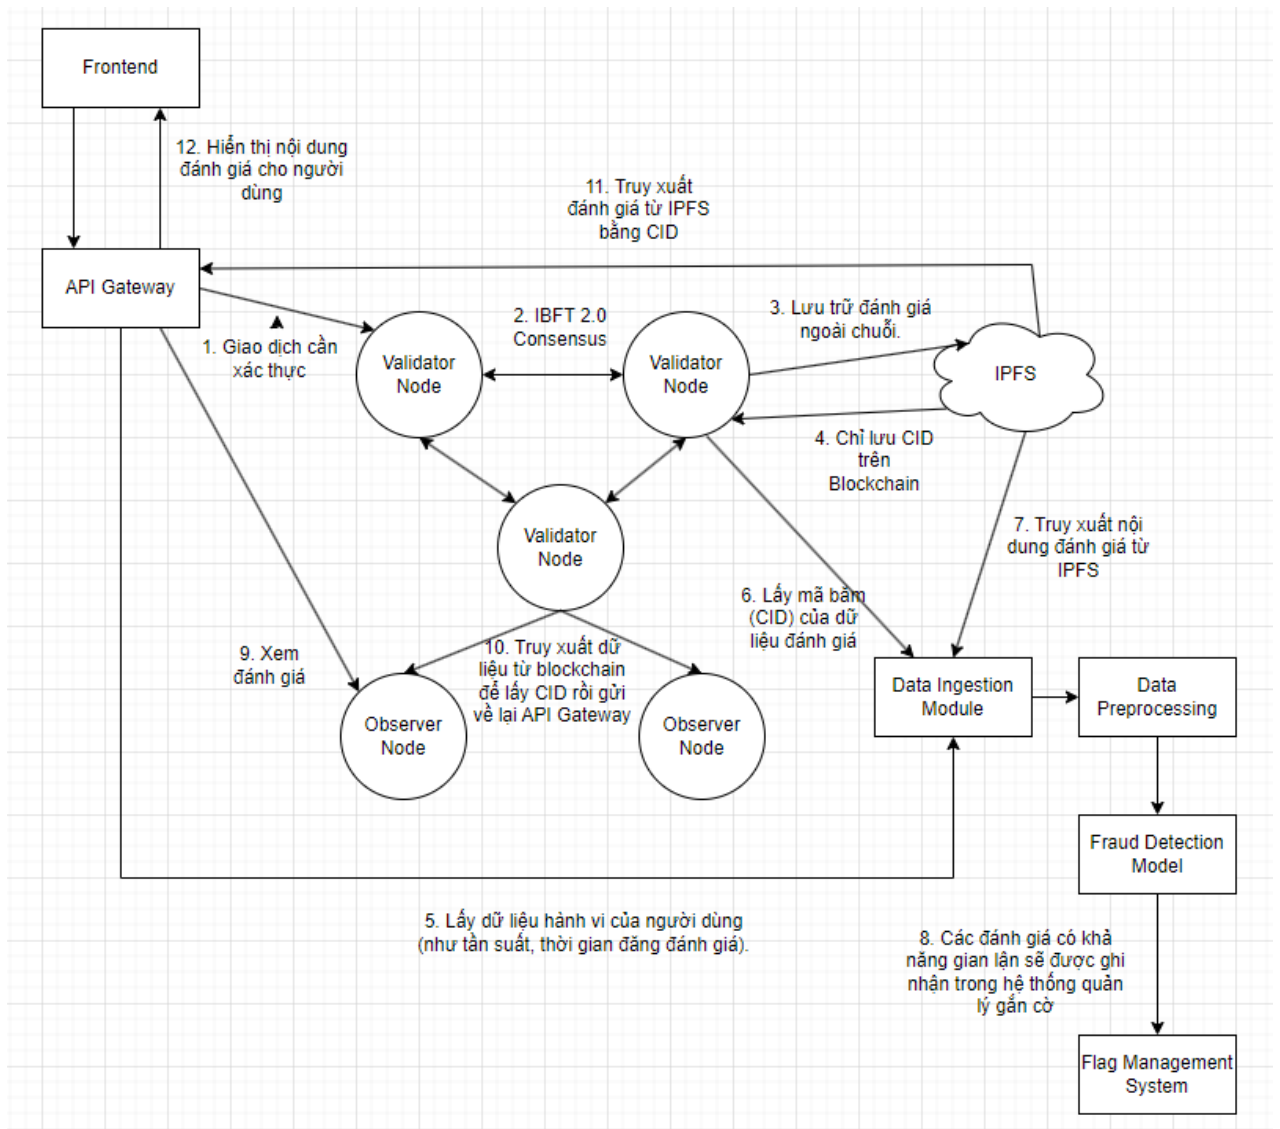 Frontend
12. Hiển thị nội dung
đánh giá cho người
dùng
11. Truy xuất
đánh giá từ IPFS
bằng CID
API Gateway
1. Giao dịch cần
xác thực
2. IBFT 2.0
Consensus
3. Lưu trữ đánh giá
ngoài chuỗi.
Validator
Node
Validator
Node
IPFS
4. Chỉ lưu CID
trên
Blockchain
Validator
Node
7. Truy xuất nội
dung đánh giá từ
IPFS
6. Lấy mã băm
(CID) của dữ
liệu đánh giá
9. Xem
đánh giá
10. Truy xuất dữ
liệu từ blockchain
để lấy CID rồi gửi
về lại API Gateway
Observer
Node
Observer
Node
Data Ingestion
Module
Data
Preprocessing
Fraud Detection
Model
5. Lấy dữ liệu hành vi của người dùng
(như tần suất, thời gian đăng đánh giá).
8. Các đánh giá có khả
năng gian lận sẽ được ghi
nhận trong hệ thống quản
lý gắn cờ
Flag Management
System